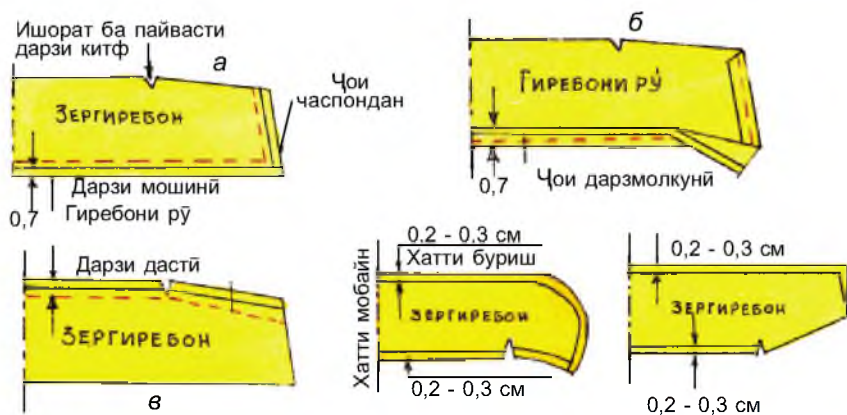 Ишорат ба пайвасти
дарзи китф
а
Ҷои
часпондан
ЗЕРГИРЕБОН
0,7
Дарзи мошинӣ
Гиребони рӯ
б
ГИРЕБОНИ РӮ
0,7
Ҷои дарзмолкунӣ
Дарзи дастӣ
ЗЕРГИРЕБОН
в
Хатти мобайн
0,2 - 0,3 см
Хатти буриш
ЗЕРГИРЕБОН
0,2 - 0,3 см
0,2 - 0,3 см
ЗЕРГИРЕБОН
0,2 - 0,3 см